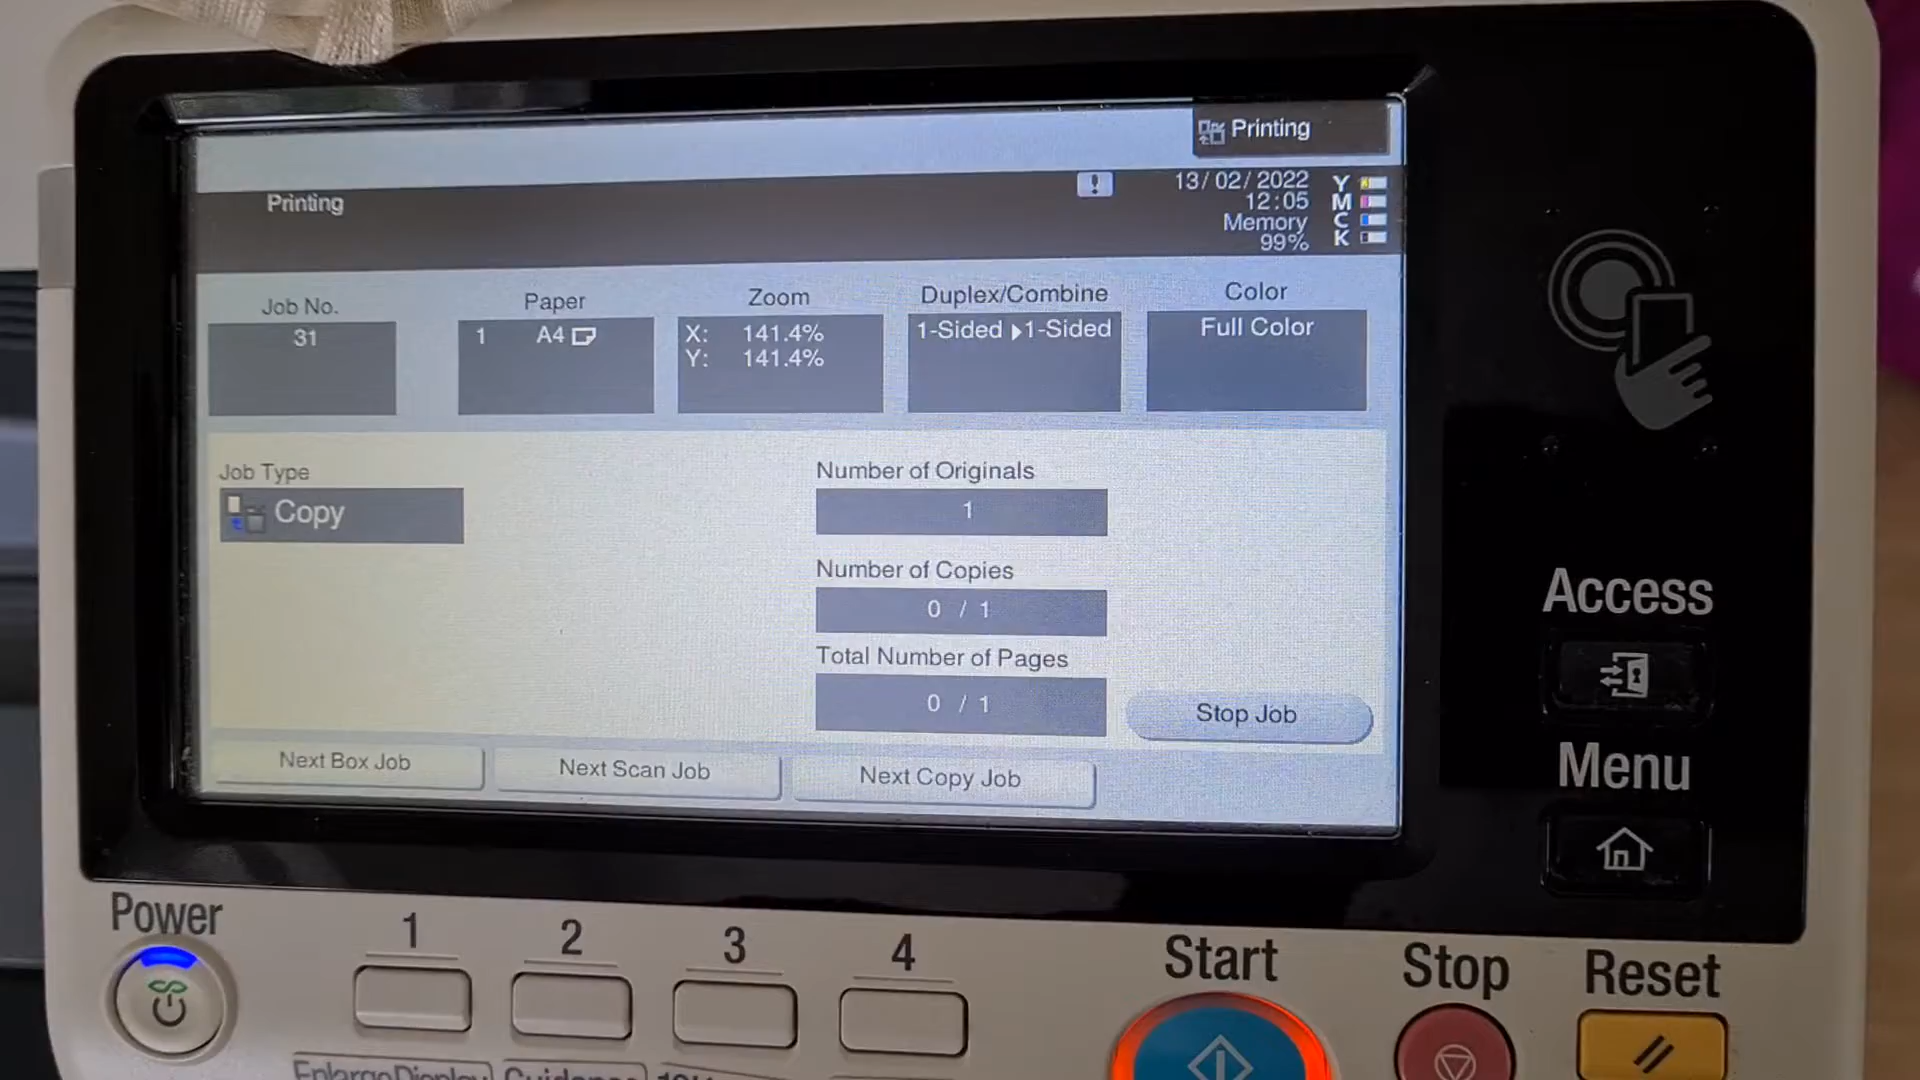 Printing
Printing
13/02/2022
12:05
Memory
99%
Y
M
C
K
Job No.
31
Paper
1 A4
Zoom
X: 141.4%
Y: 141.4%
Duplex/Combine
1-Sided ▶1-Sided
Color
Full Color
Job Type
Copy
Number of Originals
1
Number of Copies
0 / 1
Total Number of Pages
0 / 1
Stop Job
Next Box Job
Next Scan Job
Next Copy Job
Access
Menu
Power
1
2
3
4
Start
Stop
Reset